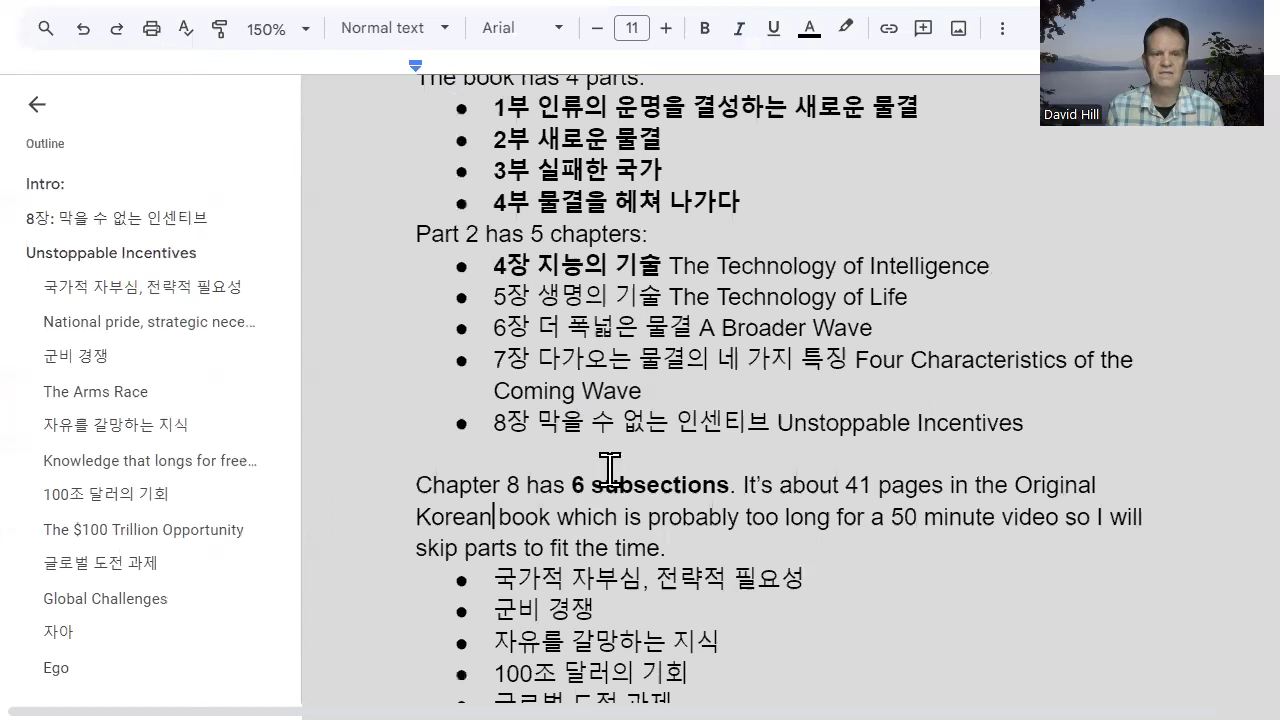 150%
Normal text
Arial
11
B
I
U
A
David Hill
Outline
Intro:
8장: 막을 수 없는 인센티브
Unstoppable Incentives
국가적 자부심, 전략적 필요성
National pride, strategic nece...
군비 경쟁
The Arms Race
자유를 갈망하는 지식
Knowledge that longs for free...
100조 달러의 기회
The $100 Trillion Opportunity
글로벌 도전 과제
Global Challenges
자아
Ego
The book has 4 parts:
● 1부 인류의 운명을 결성하는 새로운 물결
● 2부 새로운 물결
● 3부 실패한 국가
● 4부 물결을 헤쳐 나가다
Part 2 has 5 chapters:
● 4장 지능의 기술 The Technology of Intelligence
● 5장 생명의 기술 The Technology of Life
● 6장 더 폭넓은 물결 A Broader Wave
● 7장 다가오는 물결의 네 가지 특징 Four Characteristics of the
Coming Wave
● 8장 막을 수 없는 인센티브 Unstoppable Incentives
Chapter 8 has 6 subsections. It's about 41 pages in the Original
Korean book which is probably too long for a 50 minute video so I will
skip parts to fit the time.
● 국가적 자부심, 전략적 필요성
● 군비 경쟁
● 자유를 갈망하는 지식
● 100조 달러의 기회
● 글로벌 도전 과제